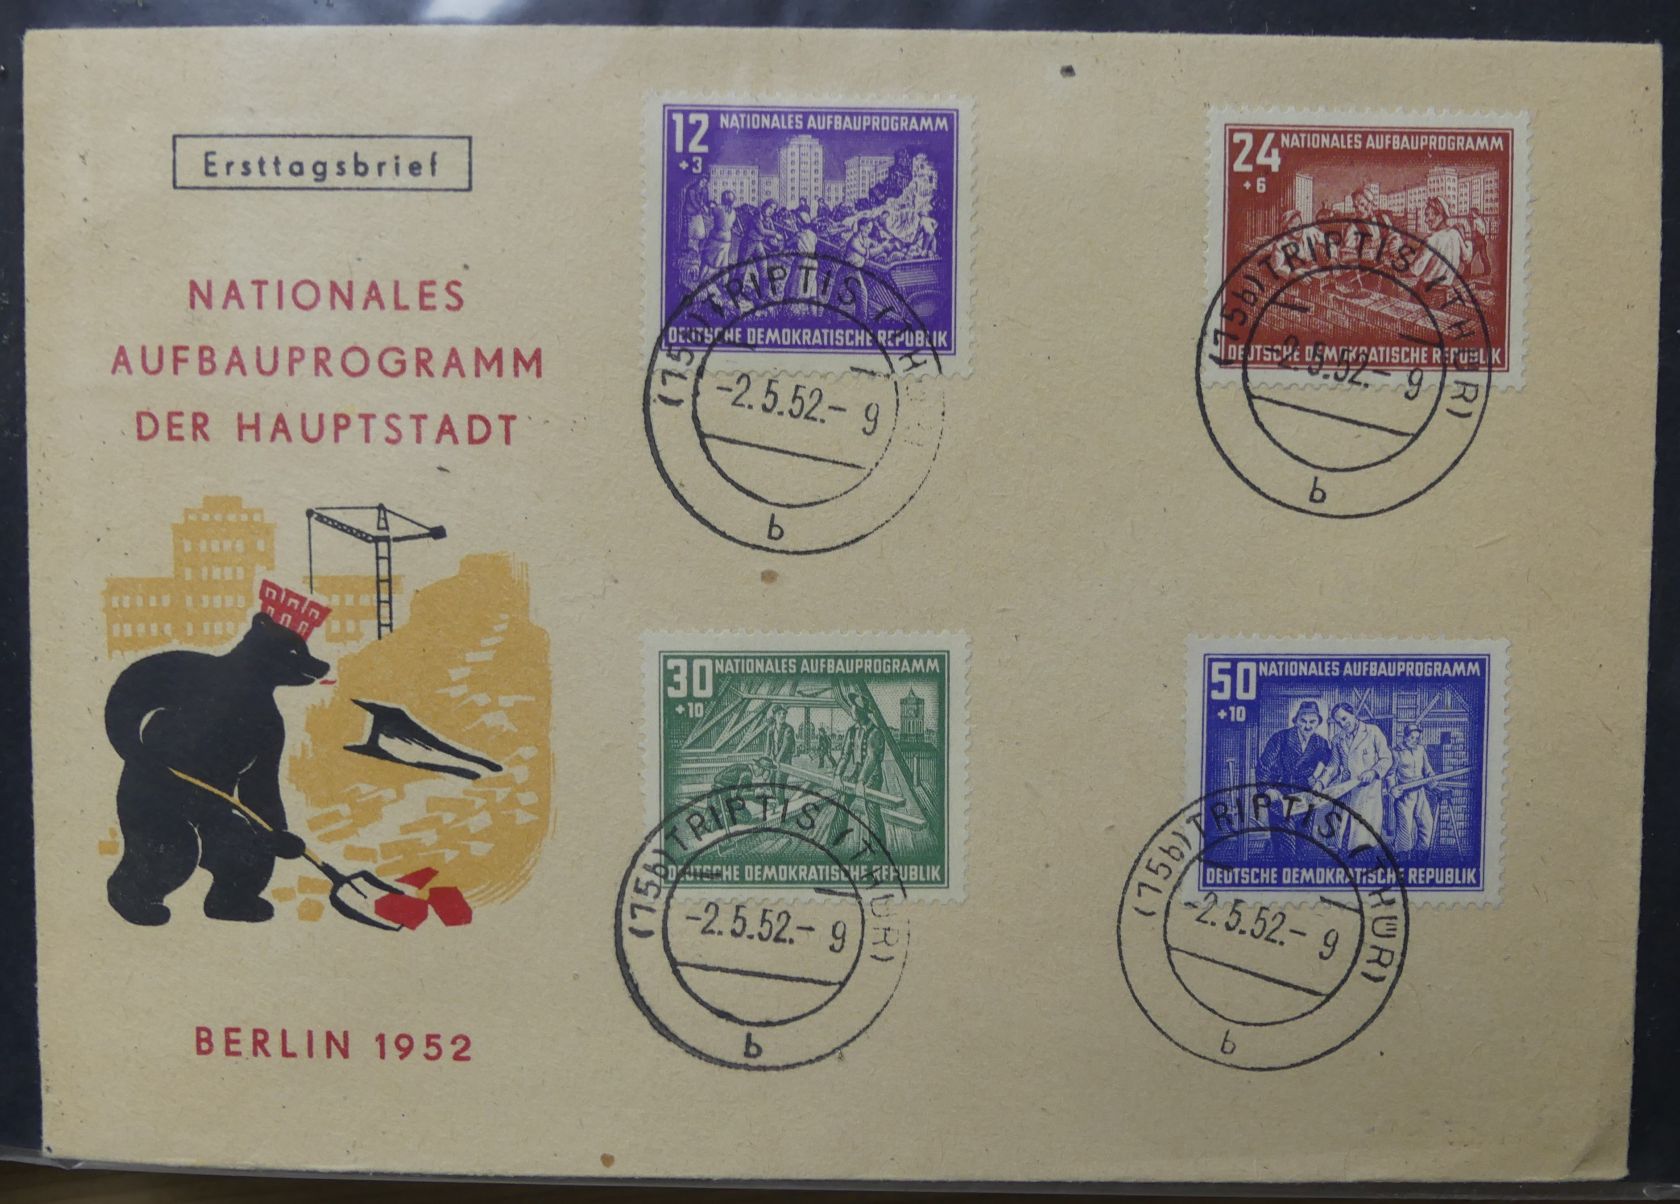 Ersttagsbrief
NATIONALES
AUFBAUPROGRAMM
DER HAUPTSTADT
BERLIN 1952
12 NATIONALES AUFBAUPROGRAMM
+3
DEUTSCHE DEMOKRATISCHE REPUBLIK
(15b) TRIPTIS (THÜR)
-2.5.52.- 9
b
24 NATIONALES AUFBAUPROGRAMM
+6
DEUTSCHE DEMOKRATISCHE REPUBLIK
(15b) TRIPTIS (THÜR)
-2.5.52.- 9
b
30 NATIONALES AUFBAUPROGRAMM
+10
DEUTSCHE DEMOKRATISCHE REPUBLIK
(15b) TRIPTIS (THÜR)
-2.5.52.- 9
b
50 NATIONALES AUFBAUPROGRAMM
+10
DEUTSCHE DEMOKRATISCHE REPUBLIK
(15b) TRIPTIS (THÜR)
-2.5.52.- 9
b